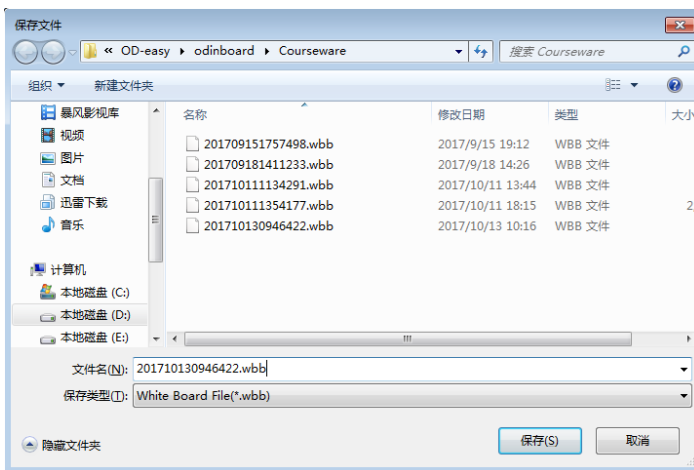 保存文件
« OD-easy ▸ odinboard ▸ Courseware
搜索 Courseware
组织 新建文件夹
暴风影视库
视频
图片
文档
迅雷下载
音乐
计算机
本地磁盘 (C:)
本地磁盘 (D:)
本地磁盘 (E:)
名称 修改日期 类型 大小
201709151757498.wbb 2017/9/15 19:12 WBB 文件
201709181411233.wbb 2017/9/18 14:26 WBB 文件
201710111134291.wbb 2017/10/11 13:44 WBB 文件
201710111354177.wbb 2017/10/11 18:15 WBB 文件 2,
201710130946422.wbb 2017/10/13 10:16 WBB 文件
文件名(N): 201710130946422.wbb
保存类型(T): White Board File(*.wbb)
隐藏文件夹 保存(S) 取消